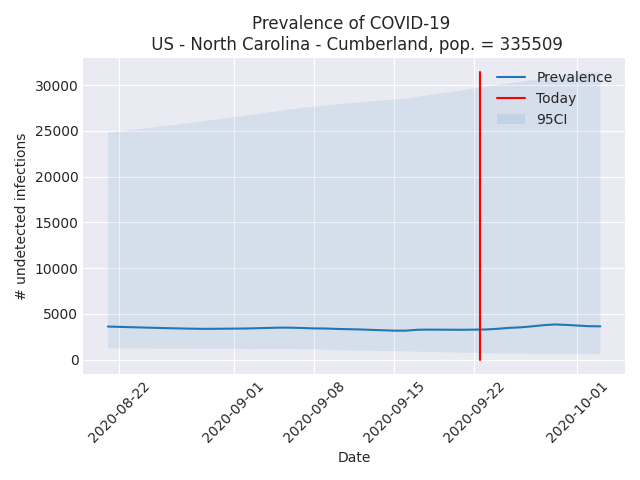 Prevalence of COVID-19
US - North Carolina - Cumberland, pop. = 335509
30000
25000
20000
15000
10000
5000
0
# undetected infections
Prevalence
Today
95CI
2020-08-22
2020-09-01
2020-09-08
2020-09-15
2020-09-22
2020-10-01
Date